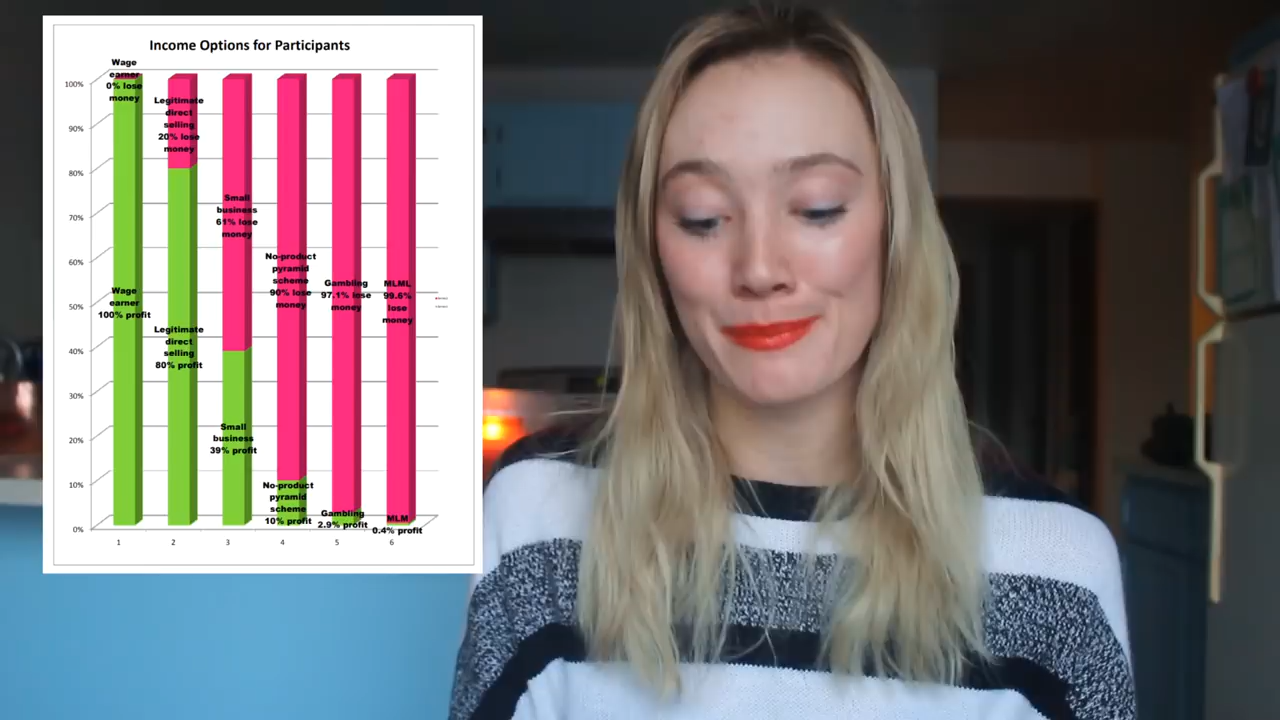 Income Options for Participants
100%
90%
80%
70%
60%
50%
40%
30%
20%
10%
0%
Wage
earner
0% lose
money
Wage
earner
100% profit
Legitimate
direct
selling
20% lose
money
Legitimate
direct
selling
80% profit
Small
business
61% lose
money
Small
business
39% profit
No-product
pyramid
scheme
90% lose
money
No-product
pyramid
scheme
10% profit
Gambling
97.1% lose
money
Gambling
2.9% profit
MLML
99.6%
lose
money
MLM
0.4% profit
1
2
3
4
5
6